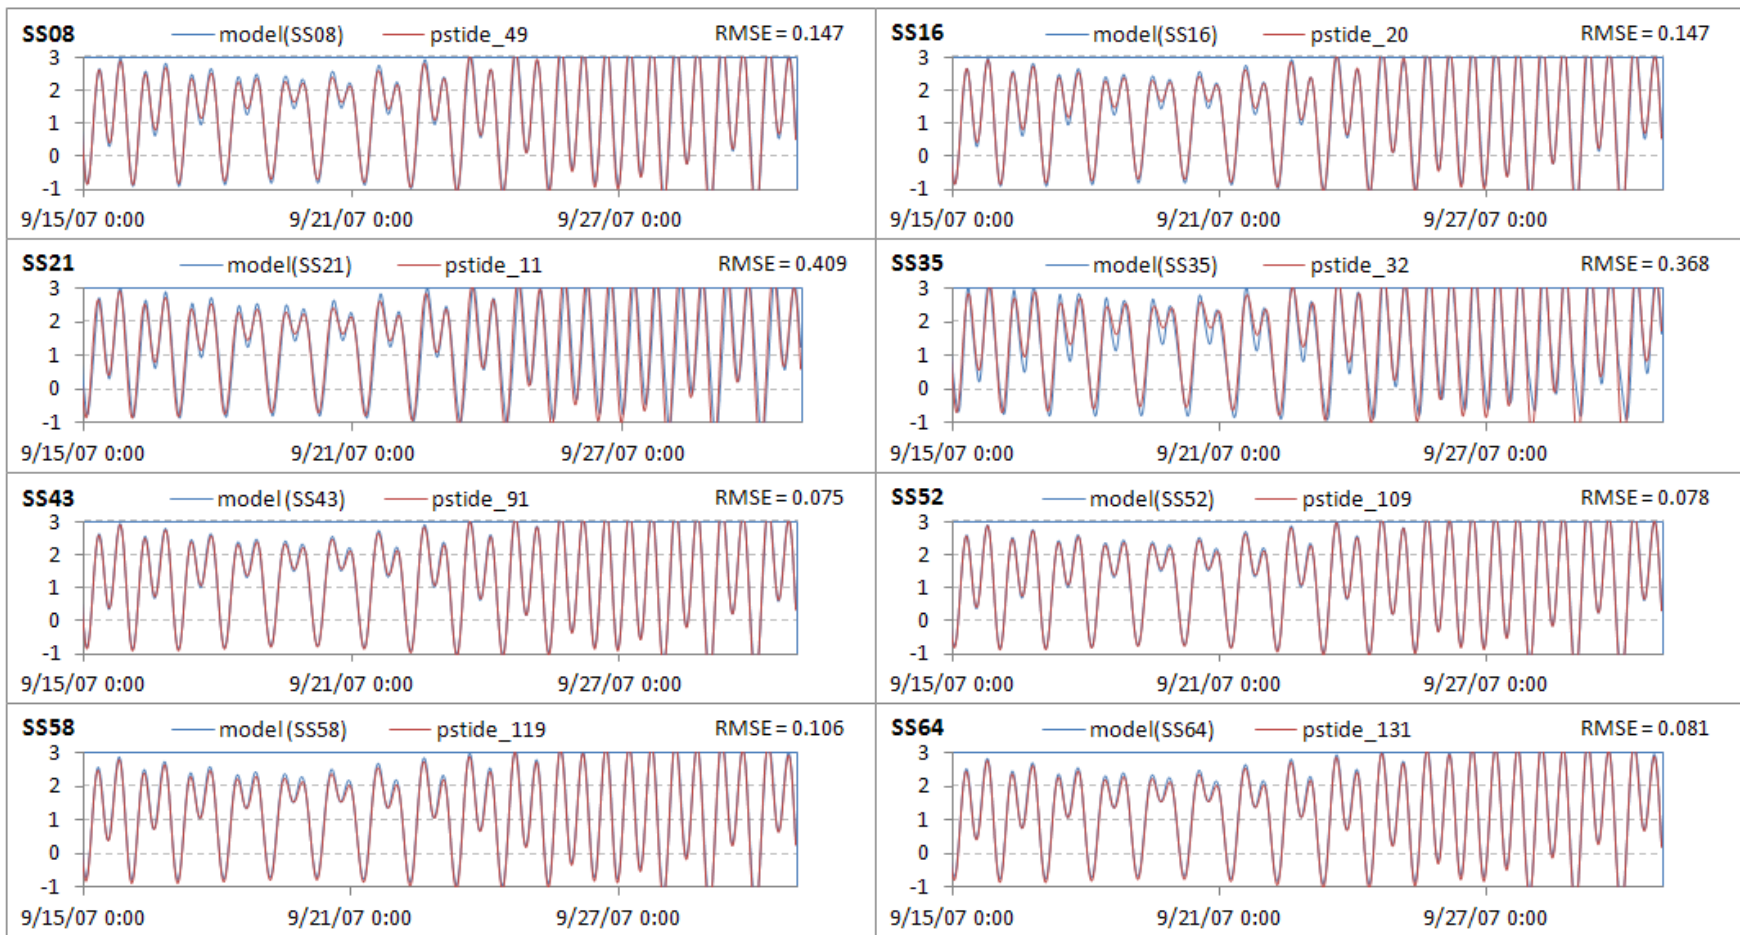 SS08 model(SS08) pstide_49 RMSE = 0.147
3
2
1
0
-1
9/15/07 0:00 9/21/07 0:00 9/27/07 0:00
SS16 model(SS16) pstide_20 RMSE = 0.147
3
2
1
0
-1
9/15/07 0:00 9/21/07 0:00 9/27/07 0:00
SS21 model(SS21) pstide_11 RMSE = 0.409
3
2
1
0
-1
9/15/07 0:00 9/21/07 0:00 9/27/07 0:00
SS35 model(SS35) pstide_32 RMSE = 0.368
3
2
1
0
-1
9/15/07 0:00 9/21/07 0:00 9/27/07 0:00
SS43 model(SS43) pstide_91 RMSE = 0.075
3
2
1
0
-1
9/15/07 0:00 9/21/07 0:00 9/27/07 0:00
SS52 model(SS52) pstide_109 RMSE = 0.078
3
2
1
0
-1
9/15/07 0:00 9/21/07 0:00 9/27/07 0:00
SS58 model(SS58) pstide_119 RMSE = 0.106
3
2
1
0
-1
9/15/07 0:00 9/21/07 0:00 9/27/07 0:00
SS64 model(SS64) pstide_131 RMSE = 0.081
3
2
1
0
-1
9/15/07 0:00 9/21/07 0:00 9/27/07 0:00